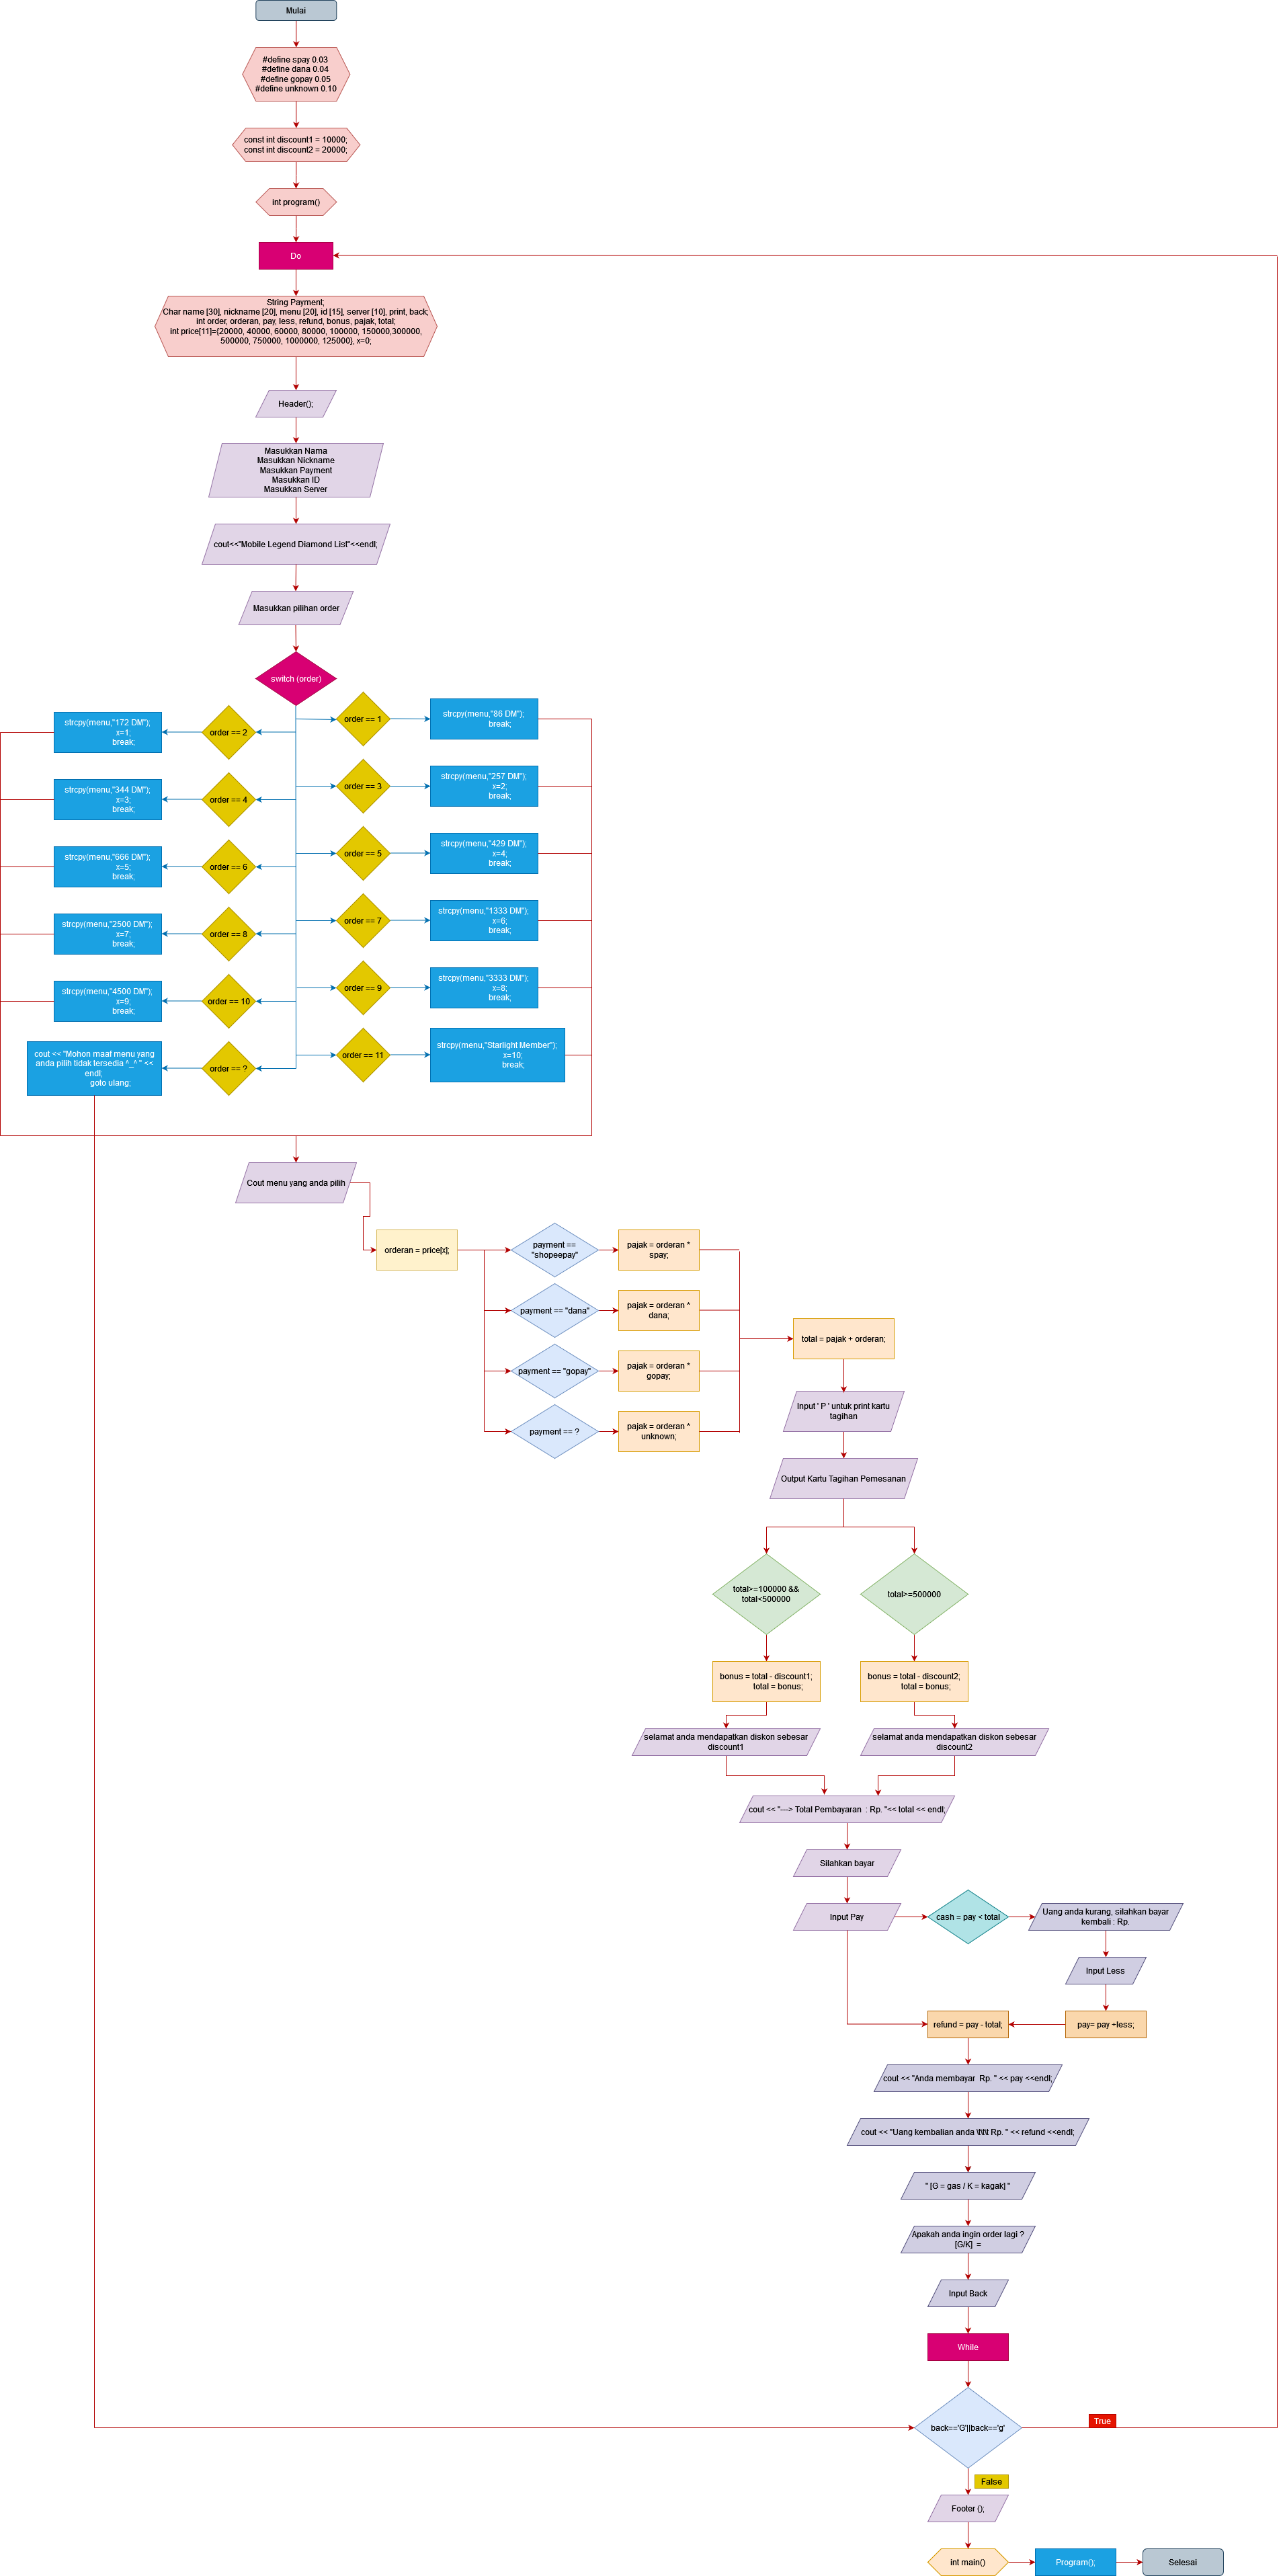 Mulai
#define spay 0.03
#define dana 0.04
#define gopay 0.05
#define unknown 0.10
const int discount1 = 10000;
const int discount2 = 20000;
int program()
Do
String Payment;
Char name [30], nickname [20], menu [20], id [15], server [10], print, back;
int order, orderan, pay, less, refund, bonus, pajak, total;
int price[11]={20000, 40000, 60000, 80000, 100000, 150000,300000,
500000, 750000, 1000000, 125000}, x=0;
Header();
Masukkan Nama
Masukkan Nickname
Masukkan Payment
Masukkan ID
Masukkan Server
cout<<"Mobile Legend Diamond List"<<endl;
Masukkan pilihan order
switch (order)
order == 1
strcpy(menu,"86 DM");
break;
strcpy(menu,"172 DM");
x=1;
break;
order == 2
order == 3
strcpy(menu,"257 DM");
x=2;
break;
strcpy(menu,"344 DM");
x=3;
break;
order == 4
order == 5
strcpy(menu,"429 DM");
x=4;
break;
strcpy(menu,"666 DM");
x=5;
break;
order == 6
order == 7
strcpy(menu,"1333 DM");
x=6;
break;
strcpy(menu,"2500 DM");
x=7;
break;
order == 8
order == 9
strcpy(menu,"3333 DM");
x=8;
break;
strcpy(menu,"4500 DM");
x=9;
break;
order == 10
order == 11
strcpy(menu,"Starlight Member");
x=10;
break;
cout << "Mohon maaf menu yang
anda pilih tidak tersedia ^_^ " <<
endl;
goto ulang;
order == ?
Cout menu yang anda pilih
orderan = price[x];
payment ==
"shopeepay"
pajak = orderan *
spay;
payment == "dana"
pajak = orderan *
dana;
payment == "gopay"
pajak = orderan *
gopay;
payment == ?
pajak = orderan *
unknown;
total = pajak + orderan;
Input ' P ' untuk print kartu
tagihan
Output Kartu Tagihan Pemesanan
total>=100000 &&
total<500000
total>=500000
bonus = total - discount1;
total = bonus;
bonus = total - discount2;
total = bonus;
selamat anda mendapatkan diskon sebesar
discount1
selamat anda mendapatkan diskon sebesar
discount2
cout << "---> Total Pembayaran  : Rp. "<< total << endl;
Silahkan bayar
Input Pay
cash = pay < total
Uang anda kurang, silahkan bayar
kembali : Rp.
Input Less
refund = pay - total;
pay= pay +less;
cout << "Anda membayar  Rp. " << pay <<endl;
cout << "Uang kembalian anda \t\t\t Rp. " << refund <<endl;
" [G = gas / K = kagak] "
Apakah anda ingin order lagi ?
[G/K]  =
Input Back
While
back=='G'||back=='g'
True
False
Footer ();
int main()
Program();
Selesai